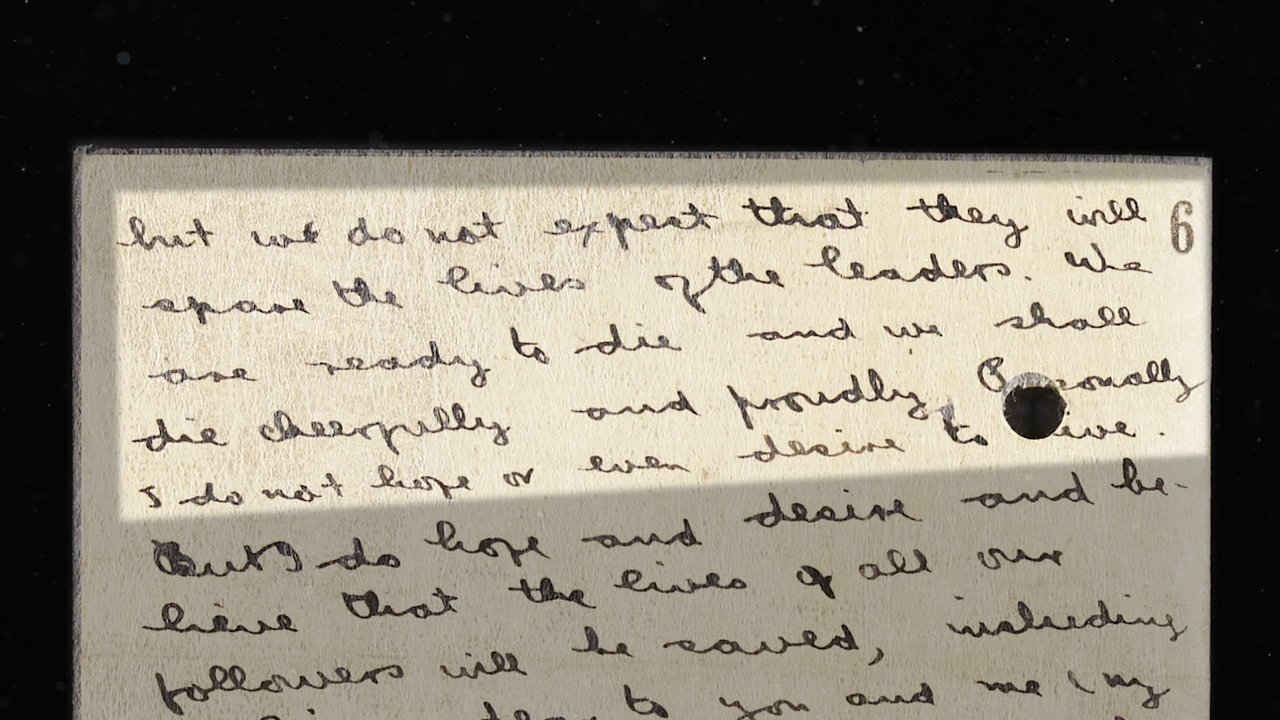 but we do not expect that they will
6
spare the lives of the leaders. We
are ready to die and we shall
die cheerfully and proudly P sonally
I do not hope or even desire to live.
But I do hope and desire and be-
lieve that the lives of all our
followers will be saved, including
to you and me (my